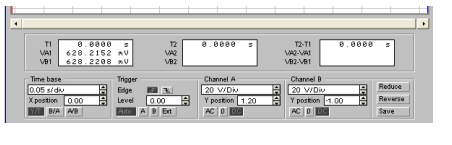 T1 0.0000 s T2 0.0000 s T2-T1 0.0000 s
VA1 628.2152 mV VA2 VA2-VA1
VB1 628.2208 mV VB2 VB2-VB1
Time base Trigger Channel A Channel B
0.05 s/div Edge 20 V/Div 20 V/Div Reduce
X position 0.00 Level 0.00 Y position 1.20 Y position -1.00 Reverse
Y/T B/A A/B Auto A B Ext AC 0 DC AC 0 DC Save